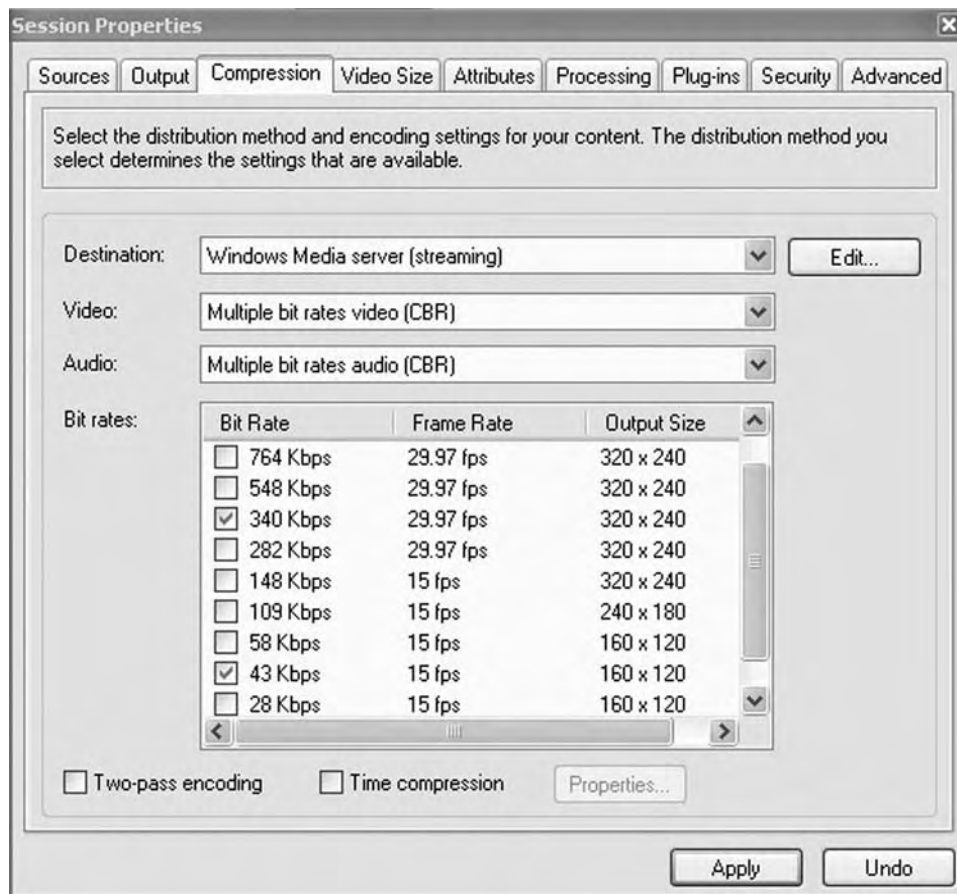 Session Properties
Sources Output Compression Video Size Attributes Processing Plug-ins Security Advanced
Select the distribution method and encoding settings for your content. The distribution method you
select determines the settings that are available.
Destination: Windows Media server (streaming) Edit...
Video: Multiple bit rates video (CBR)
Audio: Multiple bit rates audio (CBR)
Bit rates: Bit Rate Frame Rate Output Size
764 Kbps 29.97 fps 320 x 240
548 Kbps 29.97 fps 320 x 240
340 Kbps 29.97 fps 320 x 240
282 Kbps 29.97 fps 320 x 240
148 Kbps 15 fps 320 x 240
109 Kbps 15 fps 240 x 180
58 Kbps 15 fps 160 x 120
43 Kbps 15 fps 160 x 120
28 Kbps 15 fps 160 x 120
Two-pass encoding Time compression Properties...
Apply Undo